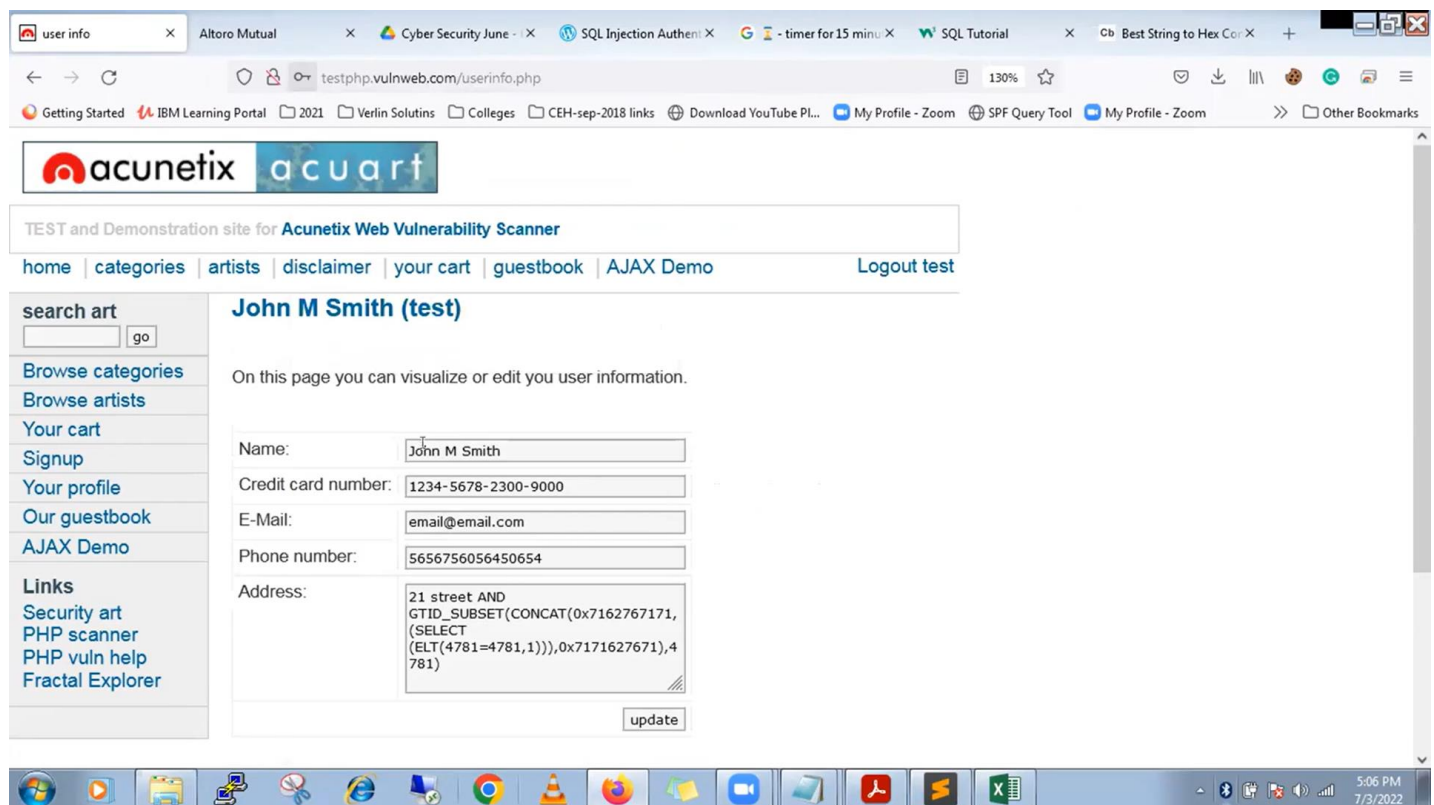 user info
Altoro Mutual
Cyber Security June -
SQL Injection Authent
- timer for 15 minu
SQL Tutorial
Cb Best String to Hex Cor
testphp.vulnweb.com/userinfo.php
130%
Getting Started
IBM Learning Portal
2021
Verlin Solutins
Colleges
CEH-sep-2018 links
Download YouTube Pl...
My Profile - Zoom
SPF Query Tool
My Profile - Zoom
Other Bookmarks
acunetix acuart
TEST and Demonstration site for Acunetix Web Vulnerability Scanner
home | categories | artists | disclaimer | your cart | guestbook | AJAX Demo
Logout test
search art
go
Browse categories
Browse artists
Your cart
Signup
Your profile
Our guestbook
AJAX Demo
Links
Security art
PHP scanner
PHP vuln help
Fractal Explorer
John M Smith (test)
On this page you can visualize or edit you user information.
Name: John M Smith
Credit card number: 1234-5678-2300-9000
E-Mail: email@email.com
Phone number: 5656756056450654
Address: 21 street AND
GTID_SUBSET(CONCAT(0x7162767171,
(SELECT
(ELT(4781=4781,1))),0x7171627671),4
781)
update
5:06 PM
7/3/2022